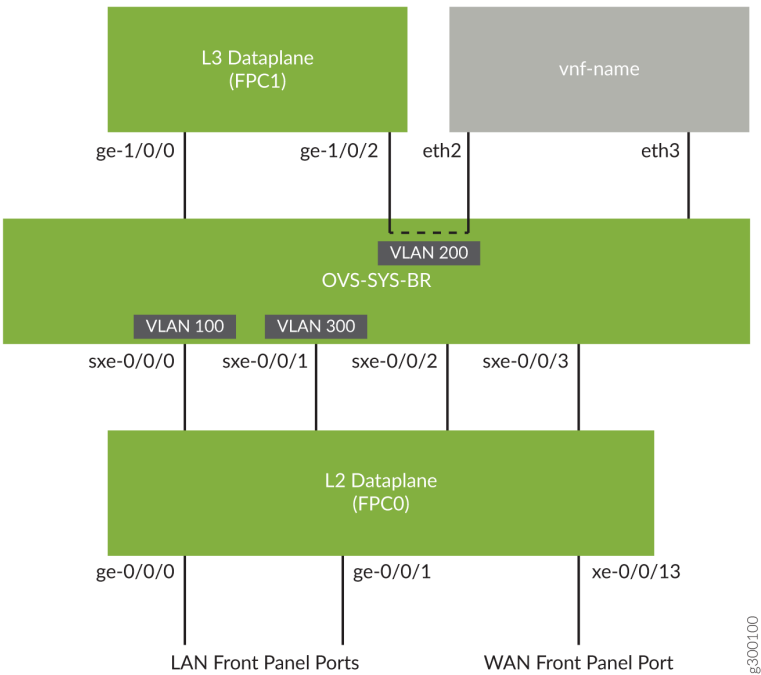 L3 Dataplane
(FPC1)
vnf-name
ge-1/0/0
ge-1/0/2
eth2
eth3
VLAN 200
OVS-SYS-BR
VLAN 100
VLAN 300
sxe-0/0/0
sxe-0/0/1
sxe-0/0/2
sxe-0/0/3
L2 Dataplane
(FPC0)
ge-0/0/0
ge-0/0/1
xe-0/0/13
LAN Front Panel Ports
WAN Front Panel Port
g300100